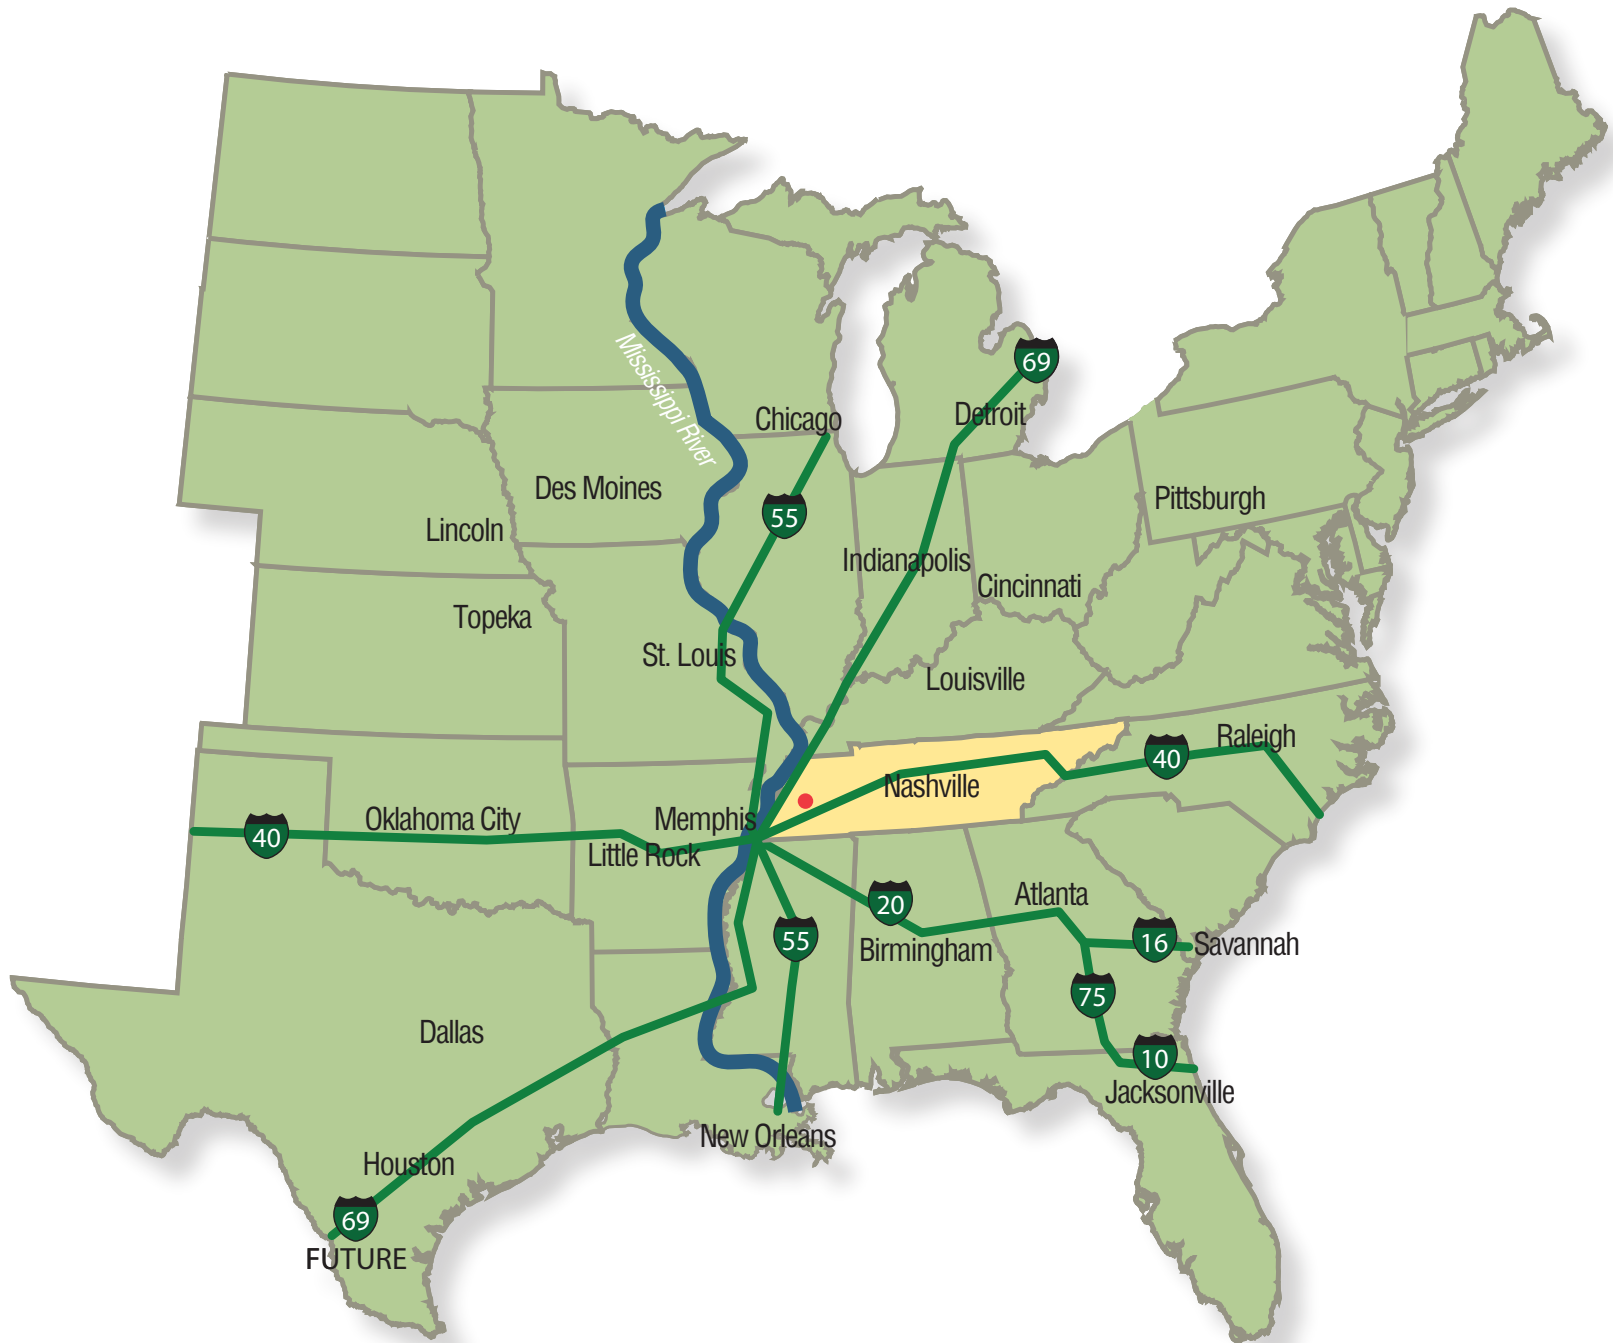 69
Chicago
Detroit
Mississippi River
Des Moines
Pittsburgh
55
Lincoln
Indianapolis
Cincinnati
Topeka
St. Louis
Louisville
Raleigh
40
Nashville
Oklahoma City
Memphis
40
Little Rock
20
Atlanta
55
Birmingham
16
Savannah
75
Dallas
10
Jacksonville
New Orleans
Houston
69
FUTURE